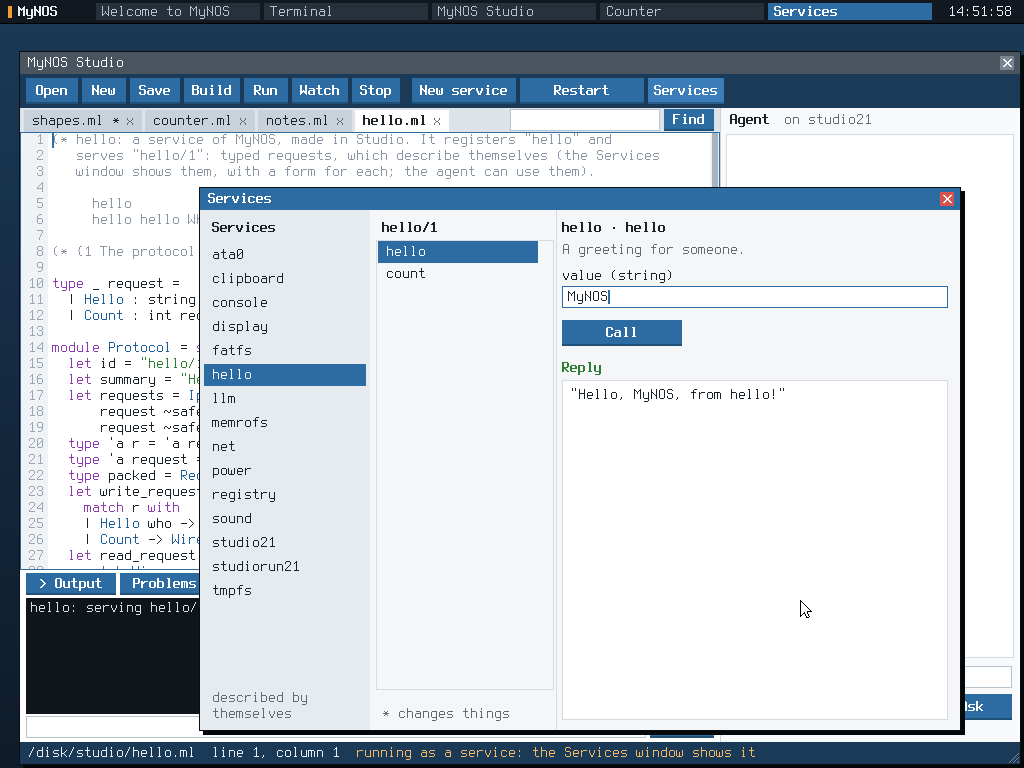 MyNOS
Welcome to MyNOS
Terminal
MyNOS Studio
Counter
Services
14:51:58
MyNOS Studio
Open
New
Save
Build
Run
Watch
Stop
New service
Restart
Services
shapes.ml * ×
counter.ml ×
notes.ml ×
hello.ml ×
Find
Agent on studio21
1 (* hello: a service of MyNOS, made in Studio. It registers "hello" and
2 serves "hello/1": typed requests, which describe themselves (the Services
3 window shows them, with a form for each; the agent can use them).
4
5 hello
6 hello hello
7
8 (* {1 The protocol
9
10 type _ request =
11 | Hello : string
12 | Count : int
13
14 module Protocol =
15 let id = "hello/
16 let summary =
17 let requests =
18 request ~safe
19 request ~safe
20 type 'a r = 'a
21 type 'a request
22 type packed =
23 let write_request
24 match r with
25 | Hello who ->
26 | Count -> Wire
27 let read_request
> Output
Problems
hello: serving hello/
Services
Services
ata0
clipboard
console
display
fatfs
hello
llm
memrofs
net
power
registry
sound
studio21
studiorun21
tmpfs
described by
themselves
hello/1
hello
count
* changes things
hello · hello
A greeting for someone.
value (string)
MyNOS
Call
Reply
"Hello, MyNOS, from hello!"
/disk/studio/hello.ml line 1, column 1 running as a service: the Services window shows it